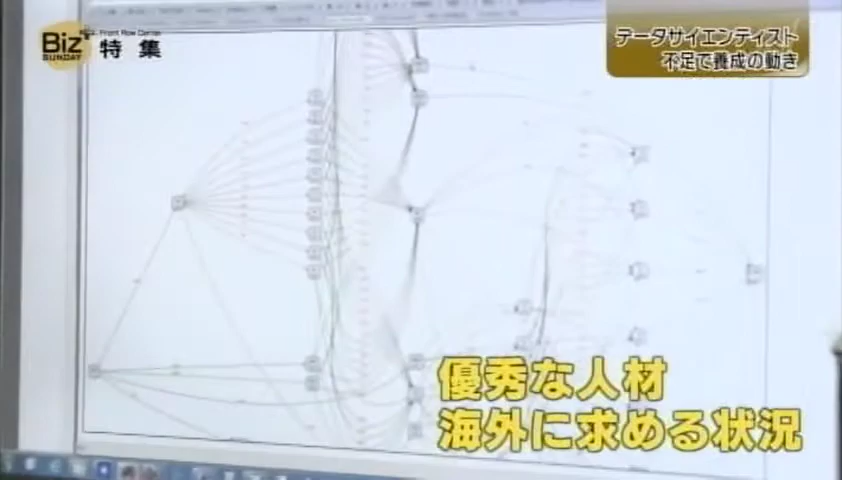 Biz
SUNDAY
特集
データサイエンティスト
不足で養成の動き
優秀な人材
海外に求める状況